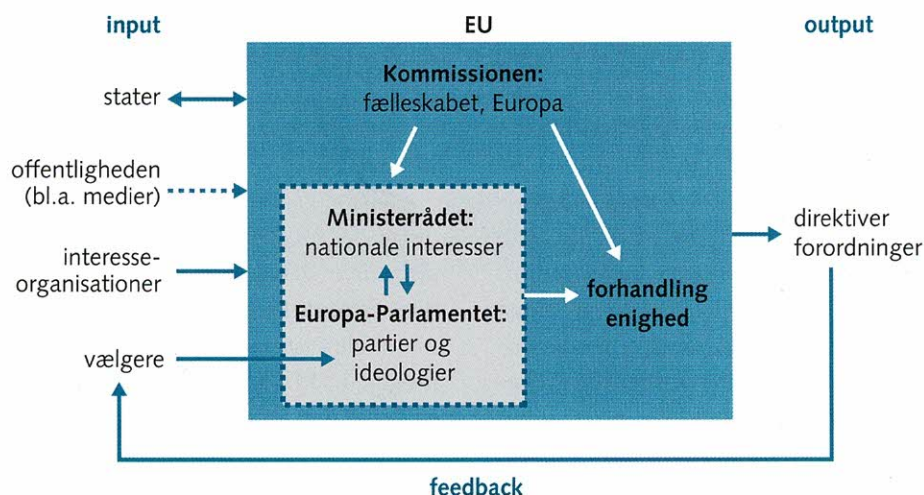 input
EU
output
Kommissionen:
fælleskabet, Europa
stater
offentligheden
(bl.a. medier)
Ministerrådet:
nationale interesser
direktiver
forordninger
interesse-
organisationer
forhandling
enighed
Europa-Parlamentet:
partier og
ideologier
vælgere
feedback